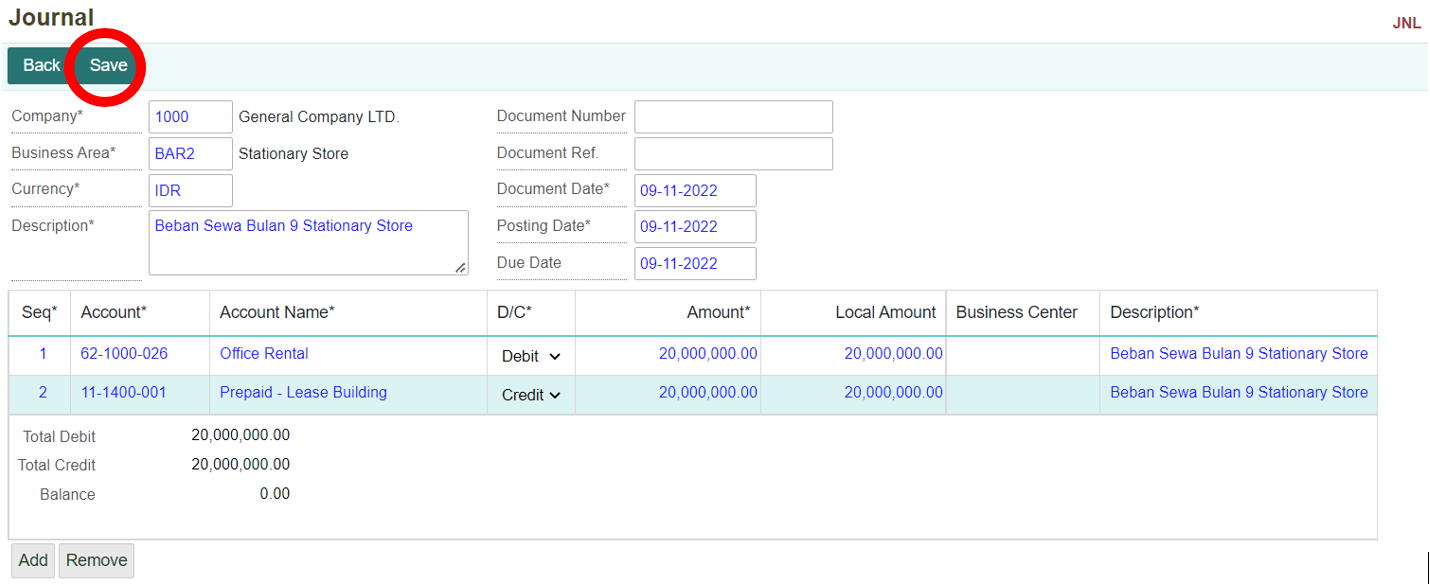 Journal
JNL
Back Save
Company* 1000 General Company LTD. Document Number
Business Area* BAR2 Stationary Store Document Ref.
Currency* IDR Document Date* 09-11-2022
Description* Beban Sewa Bulan 9 Stationary Store Posting Date* 09-11-2022
Due Date 09-11-2022
Seq* Account* Account Name* D/C* Amount* Local Amount Business Center Description*
1 62-1000-026 Office Rental Debit 20,000,000.00 20,000,000.00 Beban Sewa Bulan 9 Stationary Store
2 11-1400-001 Prepaid - Lease Building Credit 20,000,000.00 20,000,000.00 Beban Sewa Bulan 9 Stationary Store
Total Debit 20,000,000.00
Total Credit 20,000,000.00
Balance 0.00
Add Remove